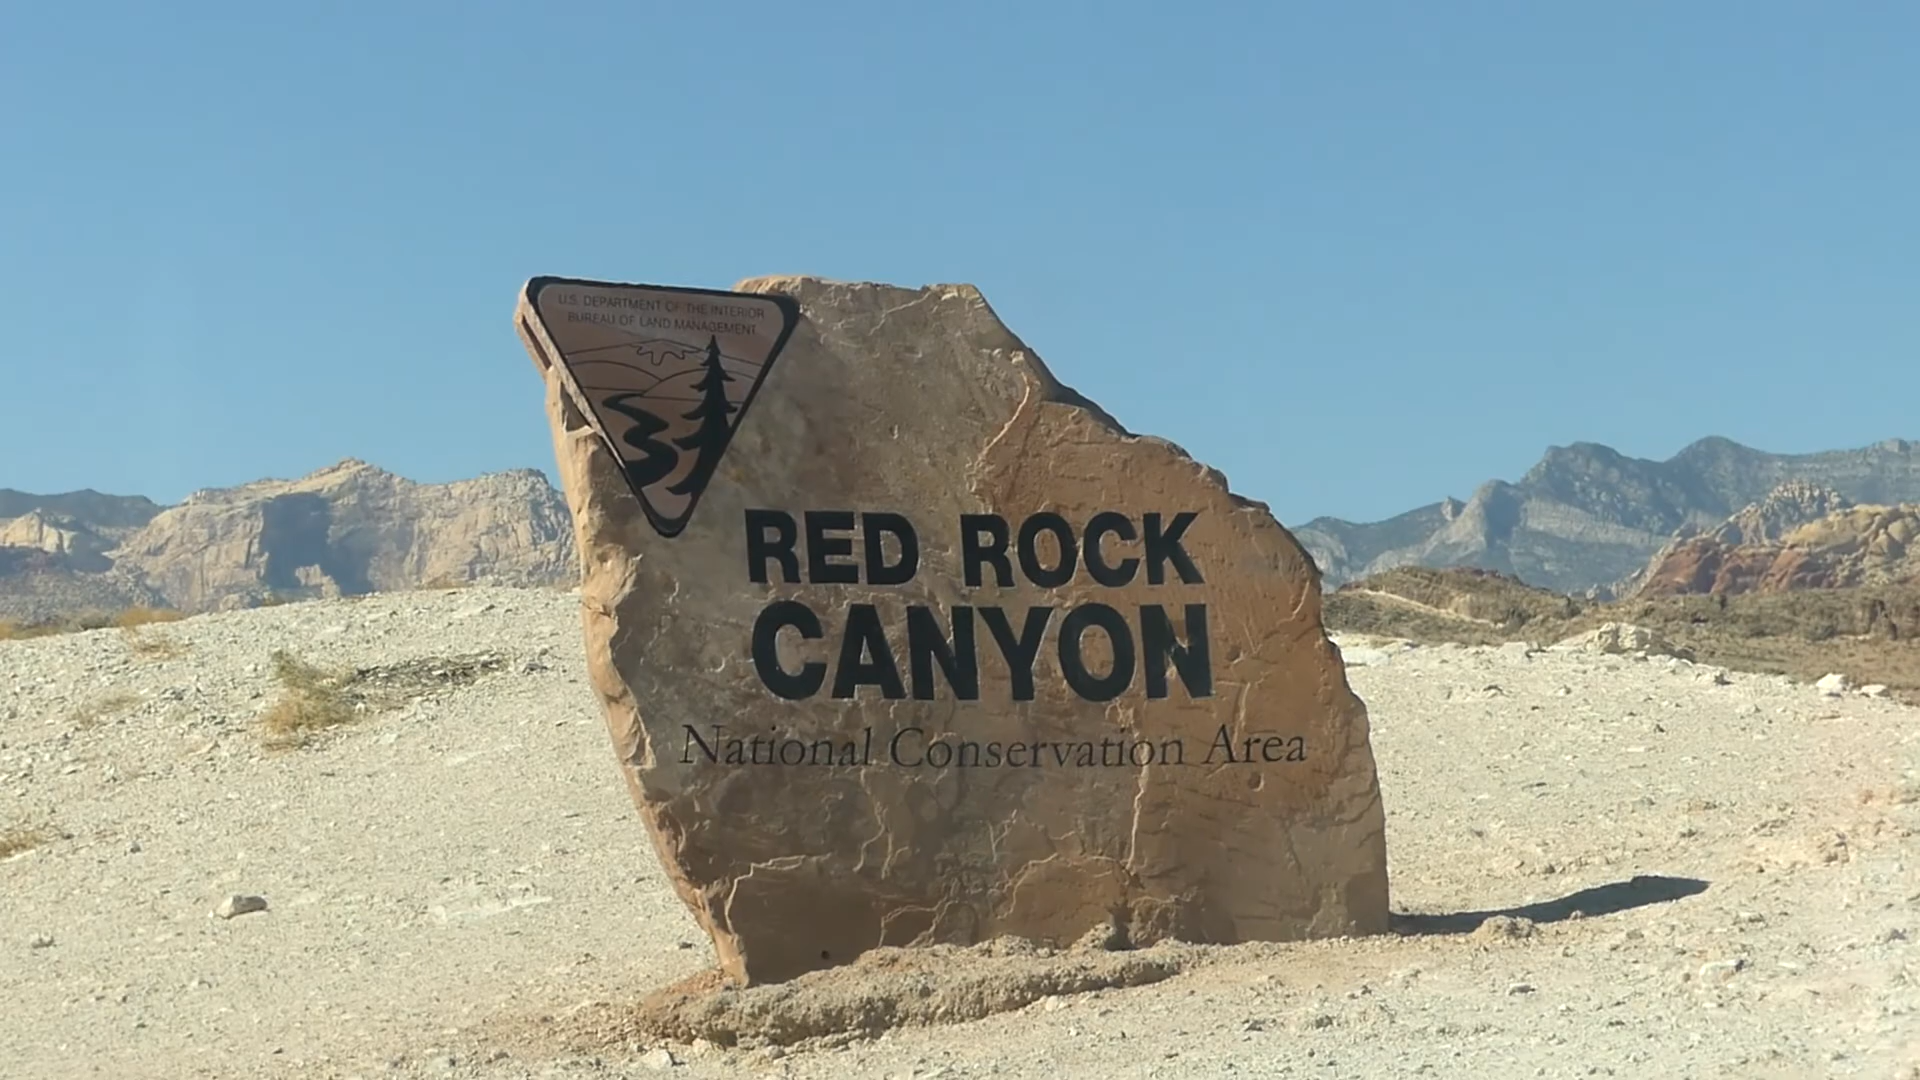 U.S. DEPARTMENT OF THE INTERIOR
BUREAU OF LAND MANAGEMENT
RED ROCK
CANYON
National Conservation Area